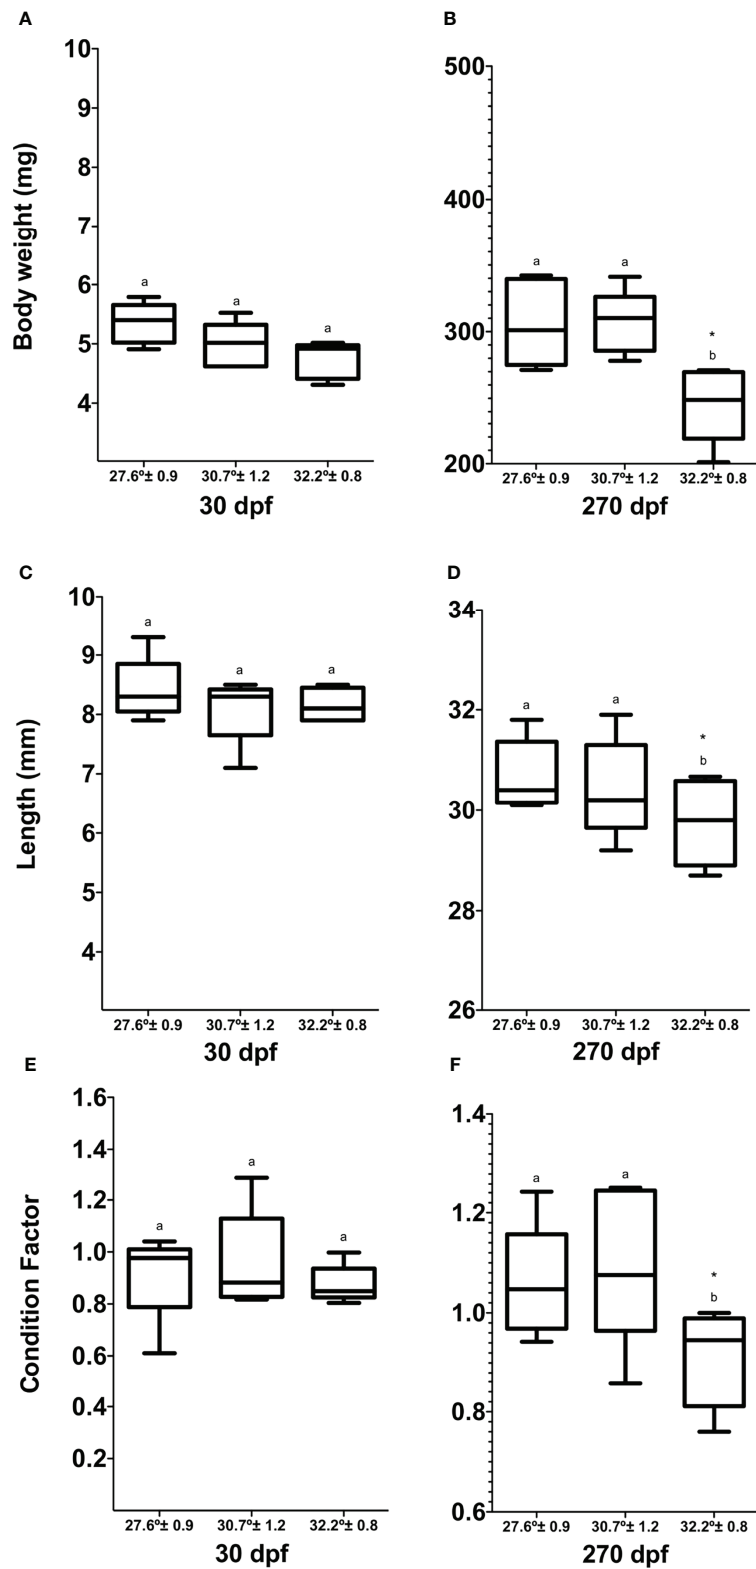 A
Body weight (mg)
10
9
8
7
6
5
4
a
a
a
27.6º± 0.9 30.7º± 1.2 32.2º± 0.8
30 dpf
B
500
400
300
200
a
a
*
b
27.6º± 0.9 30.7º± 1.2 32.2º± 0.8
270 dpf
C
Length (mm)
10
9
8
7
6
5
4
a
a
a
27.6º± 0.9 30.7º± 1.2 32.2º± 0.8
30 dpf
D
34
32
30
28
26
a
a
*
b
27.6º± 0.9 30.7º± 1.2 32.2º± 0.8
270 dpf
E
Condition Factor
1.6
1.4
1.2
1.0
0.8
0.6
0.4
0.2
a
a
a
27.6º± 0.9 30.7º± 1.2 32.2º± 0.8
30 dpf
F
1.4
1.2
1.0
0.8
0.6
a
a
*
b
27.6º± 0.9 30.7º± 1.2 32.2º± 0.8
270 dpf